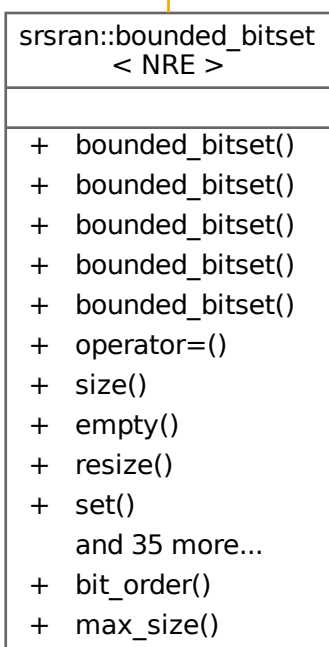 srsran::bounded_bitset
< NRE >
+ bounded_bitset()
+ bounded_bitset()
+ bounded_bitset()
+ bounded_bitset()
+ bounded_bitset()
+ operator=()
+ size()
+ empty()
+ resize()
+ set()
and 35 more...
+ bit_order()
+ max_size()